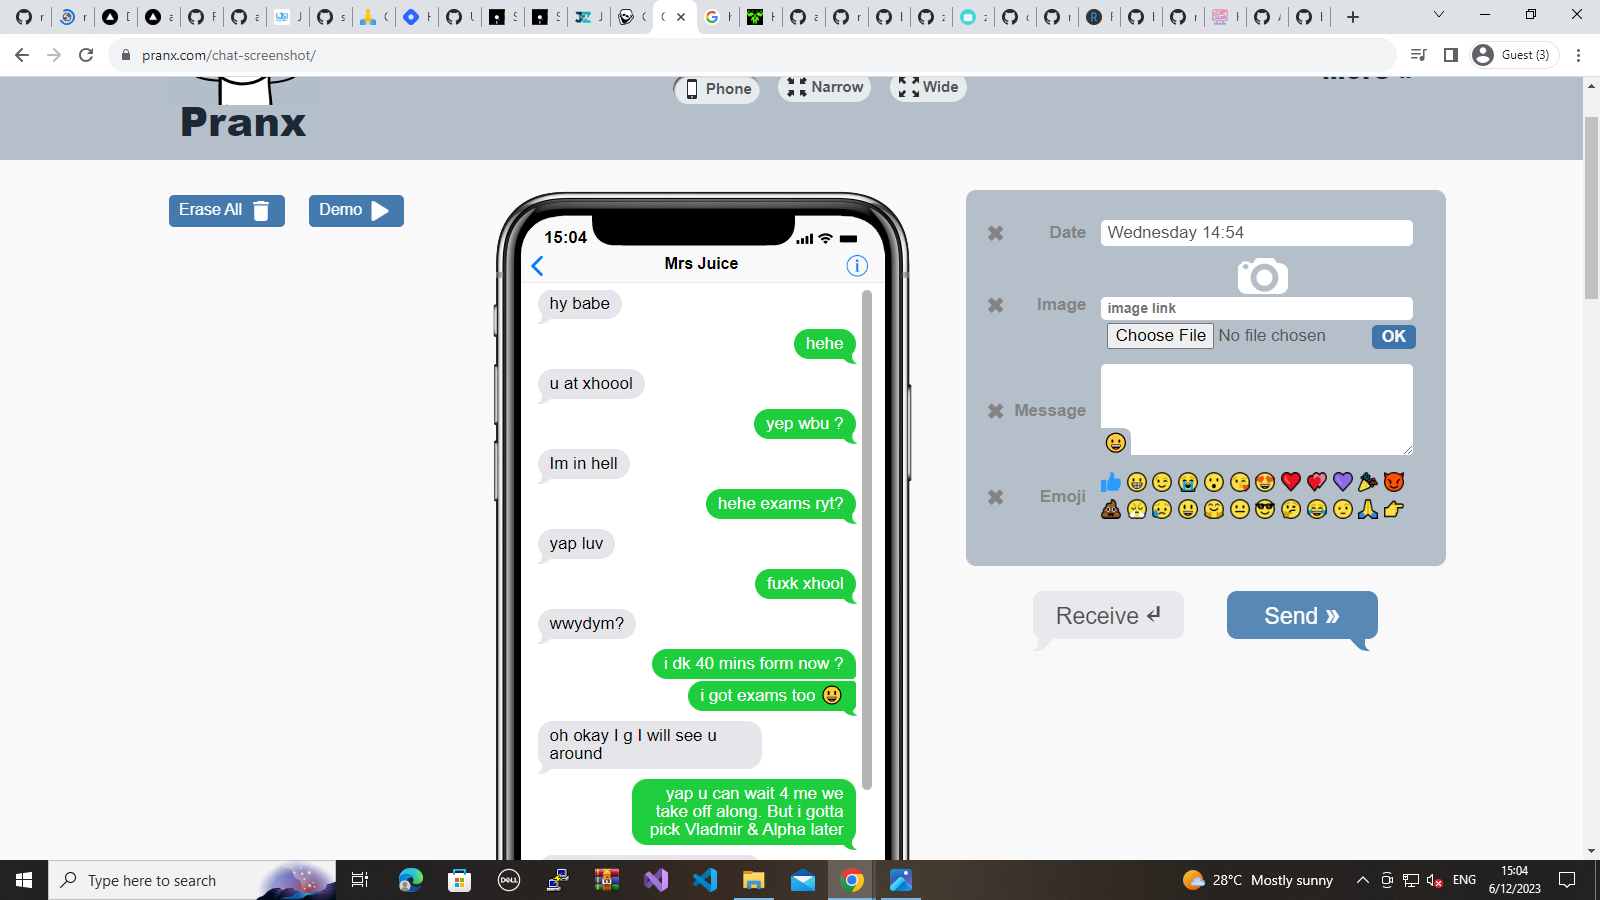 pranx.com/chat-screenshot/
Guest (3)
Pranx
Phone
Narrow
Wide
Erase All
Demo
15:04
Mrs Juice
hy babe
hehe
u at xhoool
yep wbu ?
Im in hell
hehe exams ryt?
yap luv
fuxk xhool
wwydym?
i dk 40 mins form now ?
i got exams too 😃
oh okay I g I will see u
around
yap u can wait 4 me we
take off along. But i gotta
pick Vladmir & Alpha later
Date
Wednesday 14:54
Image
image link
Choose File No file chosen
OK
Message
Emoji
Receive
Send »
Type here to search
DELL
28°C Mostly sunny
ENG
15:04
6/12/2023